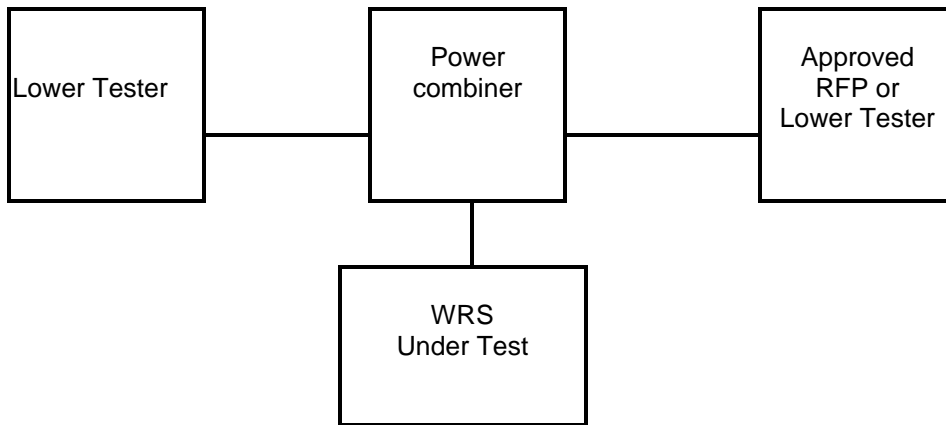 Lower Tester
Power
combiner
Approved
RFP or
Lower Tester
WRS
Under Test